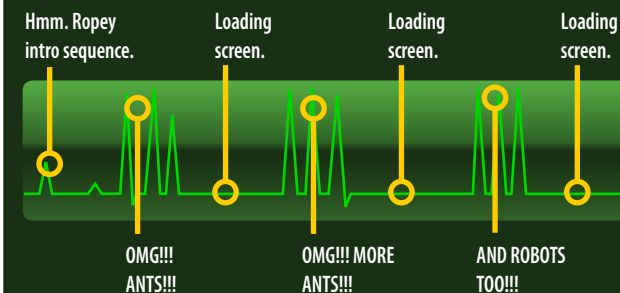 Hmm. Ropey
intro sequence.
Loading
screen.
Loading
screen.
Loading
screen.
OMG!!!
ANTS!!!
OMG!!! MORE
ANTS!!!
AND ROBOTS
TOO!!!